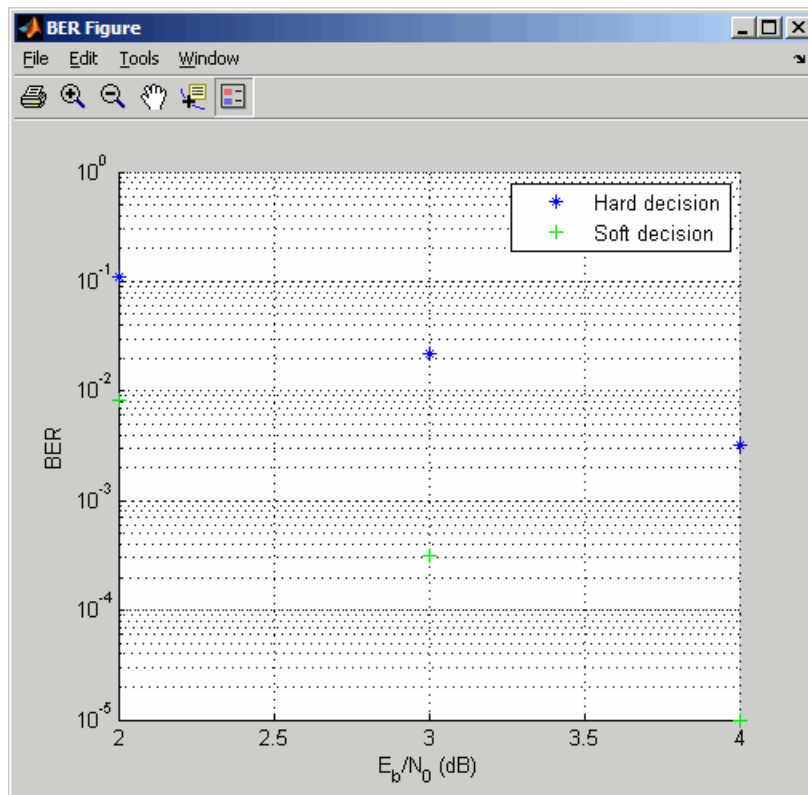 BER Figure
File Edit Tools Window
10^0
Hard decision
Soft decision
10^-1
10^-2
BER
10^-3
10^-4
10^-5
2 2.5 3 3.5 4
E_b/N_0 (dB)